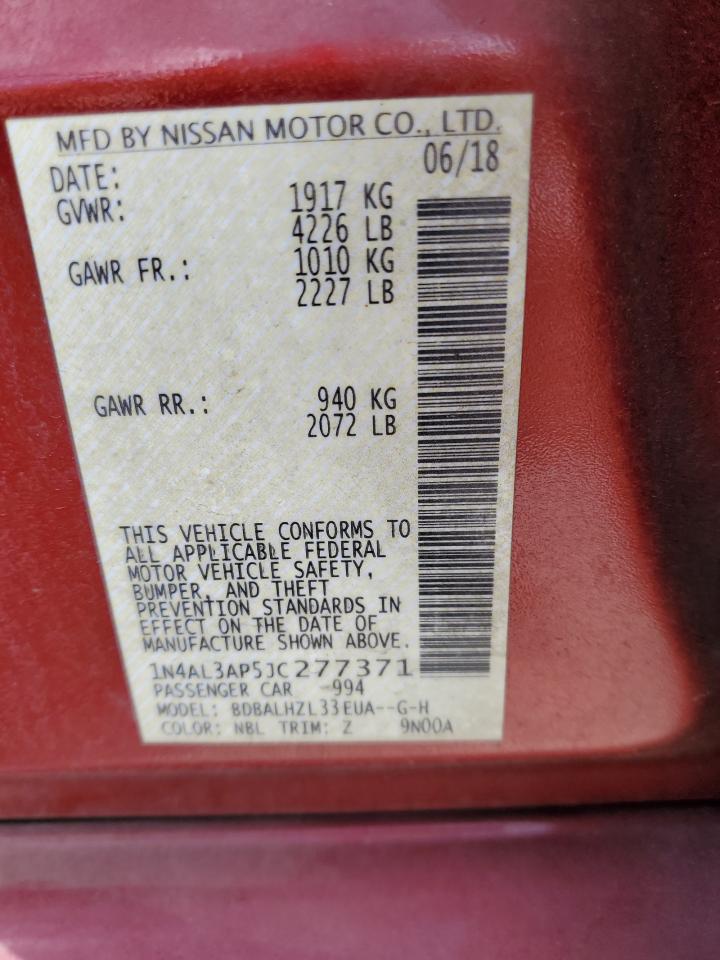 MFD BY NISSAN MOTOR CO., LTD.
DATE: 06/18
GVWR: 1917 KG
4226 LB
GAWR FR.: 1010 KG
2227 LB
GAWR RR.: 940 KG
2072 LB
THIS VEHICLE CONFORMS TO
ALL APPLICABLE FEDERAL
MOTOR VEHICLE SAFETY,
BUMPER, AND THEFT
PREVENTION STANDARDS IN
EFFECT ON THE DATE OF
MANUFACTURE SHOWN ABOVE.
1N4AL3AP5JC277371
PASSENGER CAR -994
MODEL: BDBALHZL33EUA--G-H
COLOR: NBL TRIM: Z 9N00A